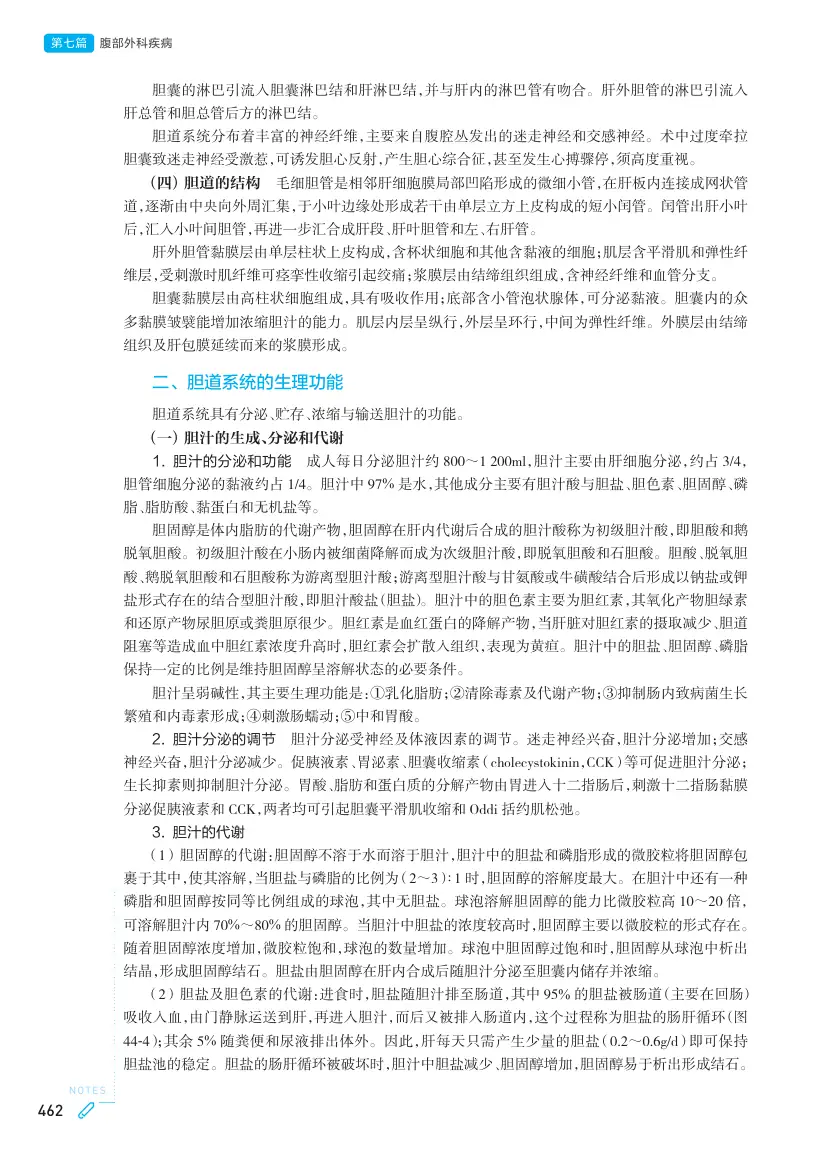 第七篇 腹部外科疾病
胆囊的淋巴引流入胆囊淋巴结和肝淋巴结,并与肝内的淋巴管有吻合。肝外胆管的淋巴引流入
肝总管和胆总管后方的淋巴结。
胆道系统分布着丰富的神经纤维,主要来自腹腔丛发出的迷走神经和交感神经。术中过度牵拉
胆囊致迷走神经受激惹,可诱发胆心反射,产生胆心综合征,甚至发生心搏骤停,须高度重视。
(四)胆道的结构 毛细胆管是相邻肝细胞膜局部凹陷形成的微细小管,在肝板内连接成网状管
道,逐渐由中央向外周汇集,于小叶边缘处形成若干由单层立方上皮构成的短小闰管。闰管出肝小叶
后,汇入小叶间胆管,再进一步汇合成肝段、肝叶胆管和左、右肝管。
肝外胆管黏膜层由单层柱状上皮构成,含杯状细胞和其他含黏液的细胞;肌层含平滑肌和弹性纤
维层,受刺激时肌纤维可痉挛性收缩引起绞痛;浆膜层由结缔组织组成,含神经纤维和血管分支。
胆囊黏膜层由高柱状细胞组成,具有吸收作用;底部含小管泡状腺体,可分泌黏液。胆囊内的众
多黏膜皱襞能增加浓缩胆汁的能力。肌层内层呈纵行,外层呈环行,中间为弹性纤维。外膜层由结缔
组织及肝包膜延续而来的浆膜形成。
二、胆道系统的生理功能
胆道系统具有分泌、贮存、浓缩与输送胆汁的功能。
(一)胆汁的生成、分泌和代谢
1. 胆汁的分泌和功能 成人每日分泌胆汁约 800～1 200ml,胆汁主要由肝细胞分泌,约占 3/4,
胆管细胞分泌的黏液约占 1/4。胆汁中 97% 是水,其他成分主要有胆汁酸与胆盐、胆色素、胆固醇、磷
脂、脂肪酸、黏蛋白和无机盐等。
胆固醇是体内脂肪的代谢产物,胆固醇在肝内代谢后合成的胆汁酸称为初级胆汁酸,即胆酸和鹅
脱氧胆酸。初级胆汁酸在小肠内被细菌降解而成为次级胆汁酸,即脱氧胆酸和石胆酸。胆酸、脱氧胆
酸、鹅脱氧胆酸和石胆酸称为游离型胆汁酸;游离型胆汁酸与甘氨酸或牛磺酸结合后形成以钠盐或钾
盐形式存在的结合型胆汁酸,即胆汁酸盐(胆盐)。胆汁中的胆色素主要为胆红素,其氧化产物胆绿素
和还原产物尿胆原或粪胆原很少。胆红素是血红蛋白的降解产物,当肝脏对胆红素的摄取减少、胆道
阻塞等造成血中胆红素浓度升高时,胆红素会扩散入组织,表现为黄疸。胆汁中的胆盐、胆固醇、磷脂
保持一定的比例是维持胆固醇呈溶解状态的必要条件。
胆汁呈弱碱性,其主要生理功能是:①乳化脂肪;②清除毒素及代谢产物;③抑制肠内致病菌生长
繁殖和内毒素形成;④刺激肠蠕动;⑤中和胃酸。
2. 胆汁分泌的调节 胆汁分泌受神经及体液因素的调节。迷走神经兴奋,胆汁分泌增加;交感
神经兴奋,胆汁分泌减少。促胰液素、胃泌素、胆囊收缩素(cholecystokinin,CCK)等可促进胆汁分泌;
生长抑素则抑制胆汁分泌。胃酸、脂肪和蛋白质的分解产物由胃进入十二指肠后,刺激十二指肠黏膜
分泌促胰液素和 CCK,两者均可引起胆囊平滑肌收缩和 Oddi 括约肌松弛。
3. 胆汁的代谢
(1)胆固醇的代谢:胆固醇不溶于水而溶于胆汁,胆汁中的胆盐和磷脂形成的微胶粒将胆固醇包
裹于其中,使其溶解,当胆盐与磷脂的比例为(2～3)∶1 时,胆固醇的溶解度最大。在胆汁中还有一种
磷脂和胆固醇按同等比例组成的球泡,其中无胆盐。球泡溶解胆固醇的能力比微胶粒高 10～20 倍,
可溶解胆汁内 70%～80% 的胆固醇。当胆汁中胆盐的浓度较高时,胆固醇主要以微胶粒的形式存在。
随着胆固醇浓度增加,微胶粒饱和,球泡的数量增加。球泡中胆固醇过饱和时,胆固醇从球泡中析出
结晶,形成胆固醇结石。胆盐由胆固醇在肝内合成后随胆汁分泌至胆囊内储存并浓缩。
(2)胆盐及胆色素的代谢:进食时,胆盐随胆汁排至肠道,其中 95% 的胆盐被肠道(主要在回肠)
吸收入血,由门静脉运送到肝,再进入胆汁,而后又被排入肠道内,这个过程称为胆盐的肠肝循环(图
44-4);其余 5% 随粪便和尿液排出体外。因此,肝每天只需产生少量的胆盐(0.2～0.6g/d)即可保持
胆盐池的稳定。胆盐的肠肝循环被破坏时,胆汁中胆盐减少、胆固醇增加,胆固醇易于析出形成结石。
NOTES
462